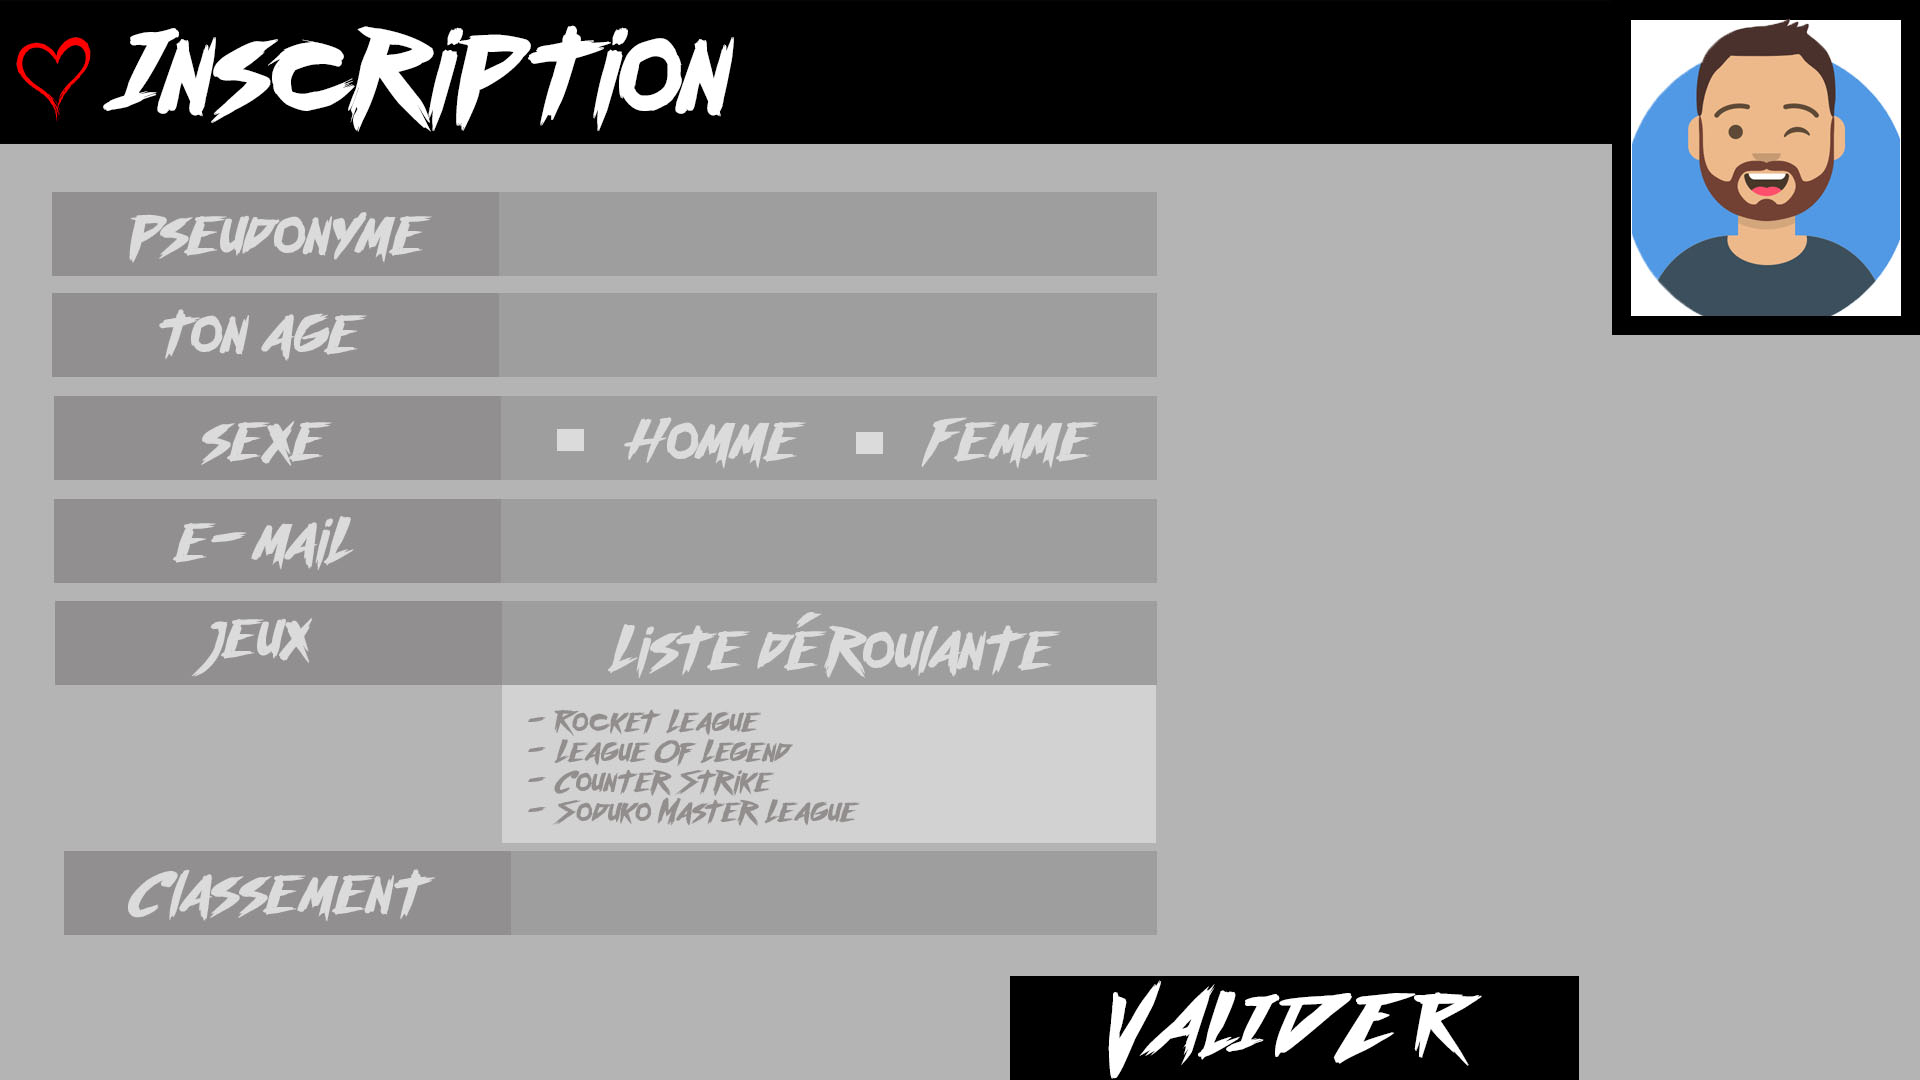 Inscription
Pseudonyme
Ton age
Sexe
Homme
Femme
E-mail
Jeux
Liste déroulante
- Rocket League
- League Of Legend
- Counter Strike
- Soduko Master League
Classement
Valider